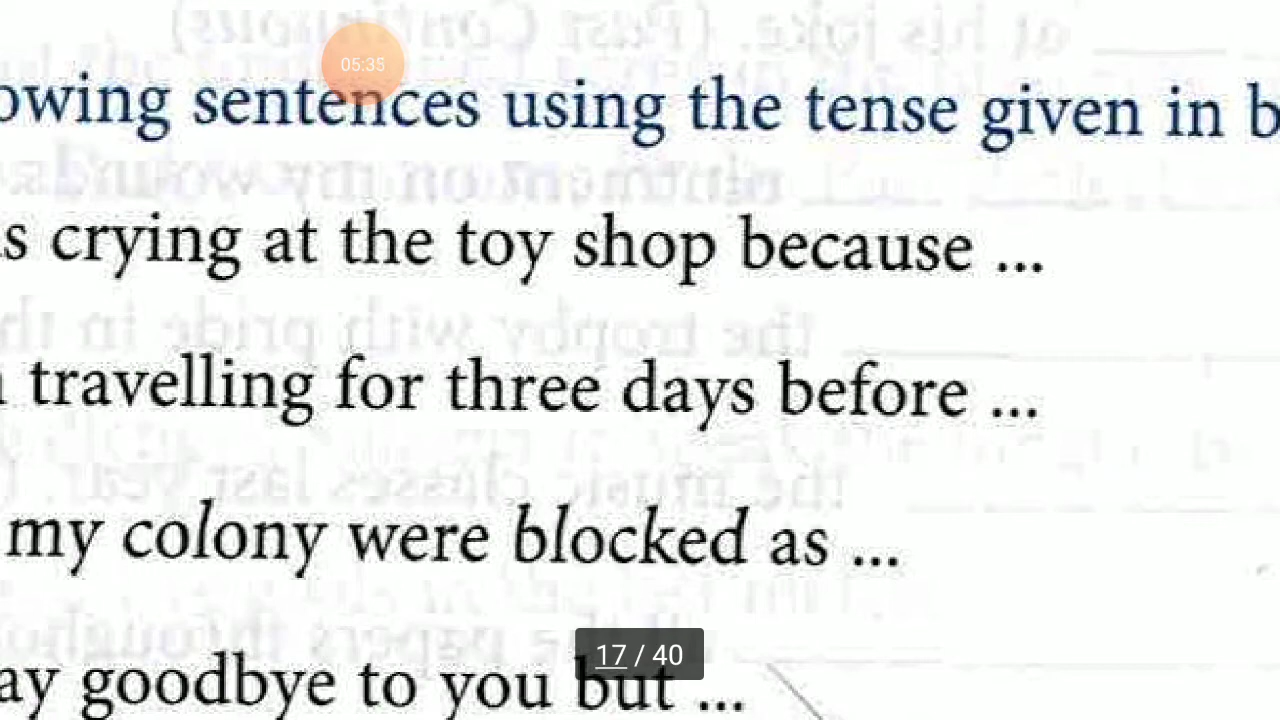 05:35
owing sentences using the tense given in b
s crying at the toy shop because ...
travelling for three days before ...
my colony were blocked as ...
ay goodbye to you but ...
17 / 40